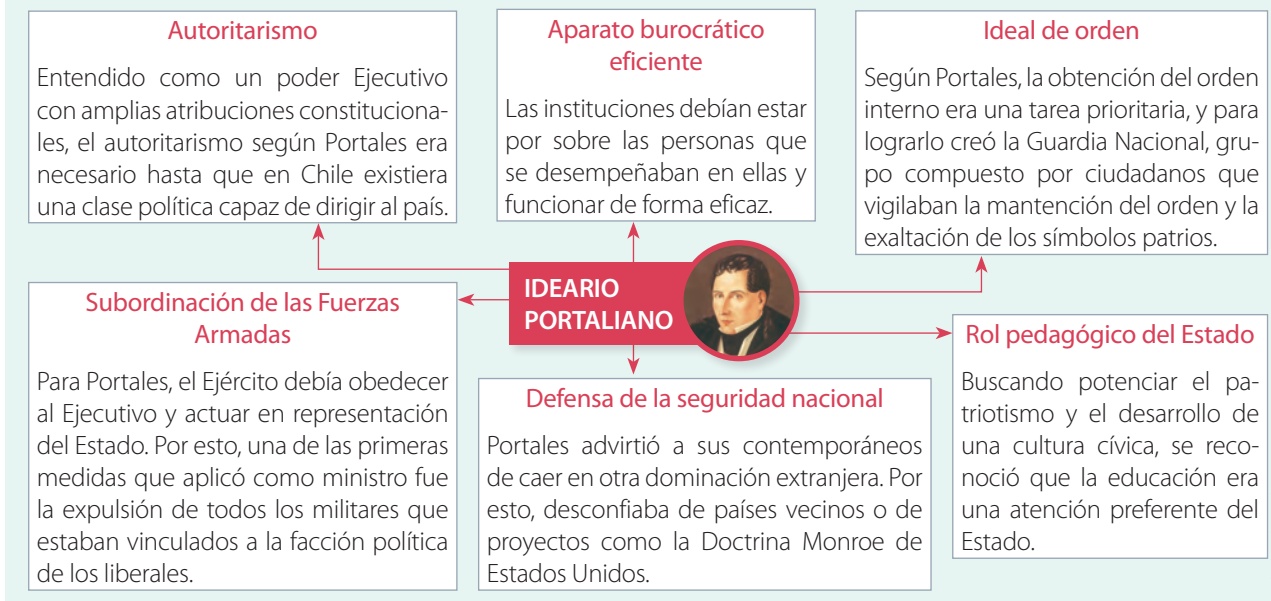 Autoritarismo
Entendido como un poder Ejecutivo
con amplias atribuciones constituciona-
les, el autoritarismo según Portales era
necesario hasta que en Chile existiera
una clase política capaz de dirigir al país.
Aparato burocrático
eficiente
Las instituciones debían estar
por sobre las personas que
se desempeñaban en ellas y
funcionar de forma eficaz.
Ideal de orden
Según Portales, la obtención del orden
interno era una tarea prioritaria, y para
lograrlo creó la Guardia Nacional, gru-
po compuesto por ciudadanos que
vigilaban la mantención del orden y la
exaltación de los símbolos patrios.
IDEARIO
PORTALIANO
Subordinación de las Fuerzas
Armadas
Para Portales, el Ejército debía obedecer
al Ejecutivo y actuar en representación
del Estado. Por esto, una de las primeras
medidas que aplicó como ministro fue
la expulsión de todos los militares que
estaban vinculados a la facción política
de los liberales.
Defensa de la seguridad nacional
Portales advirtió a sus contemporáneos
de caer en otra dominación extranjera. Por
esto, desconfiaba de países vecinos o de
proyectos como la Doctrina Monroe de
Estados Unidos.
Rol pedagógico del Estado
Buscando potenciar el pa-
triotismo y el desarrollo de
una cultura cívica, se reco-
noció que la educación era
una atención preferente del
Estado.